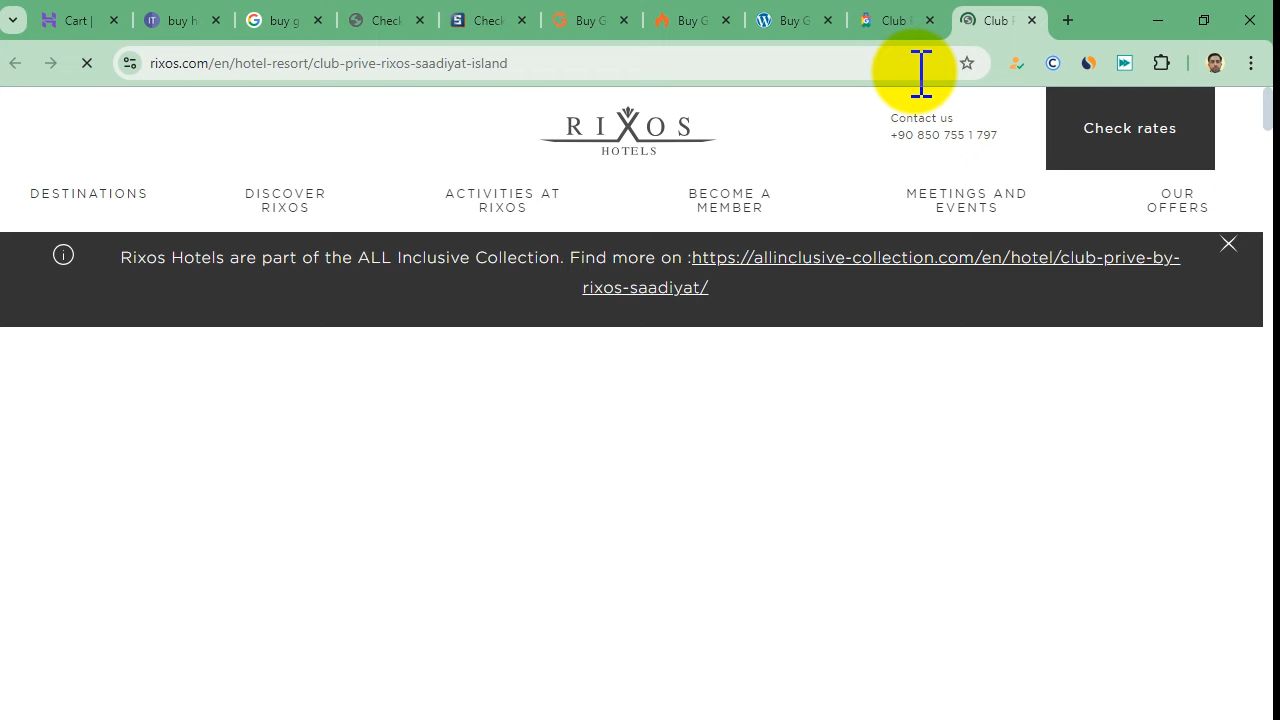 Cart |
buy h
buy g
Check
Check
Buy G
Buy G
Buy G
Club
Club
rixos.com/en/hotel-resort/club-prive-rixos-saadiyat-island
RIXOS
HOTELS
Contact us
+90 850 755 1 797
Check rates
DESTINATIONS
DISCOVER
RIXOS
ACTIVITIES AT
RIXOS
BECOME A
MEMBER
MEETINGS AND
EVENTS
OUR
OFFERS
Rixos Hotels are part of the ALL Inclusive Collection. Find more on :https://allinclusive-collection.com/en/hotel/club-prive-by-
rixos-saadiyat/